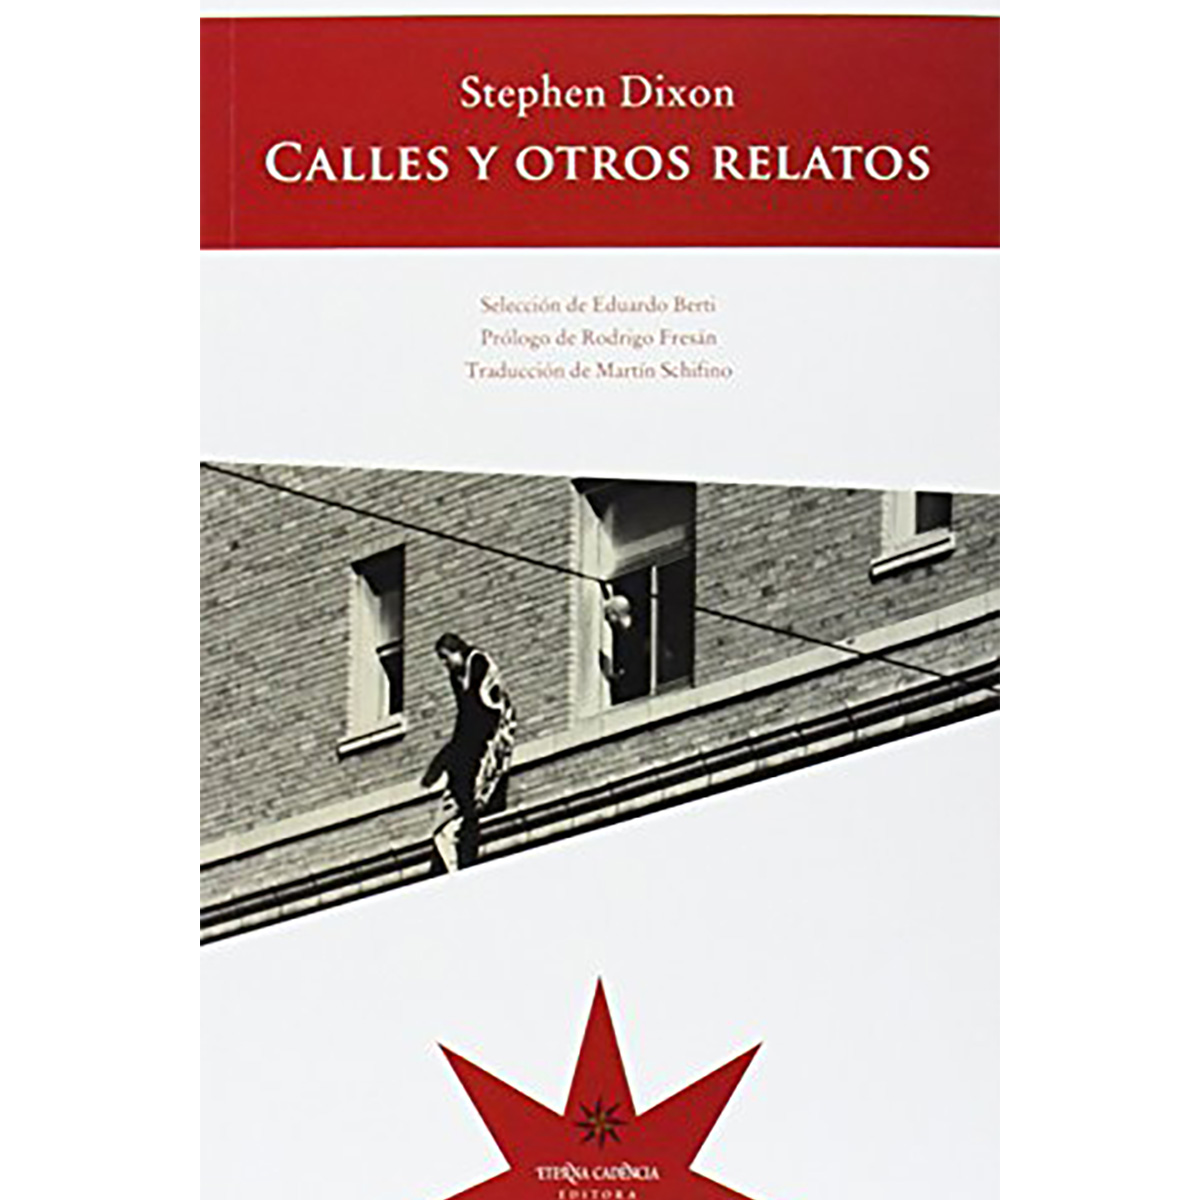 Stephen Dixon
CALLES Y OTROS RELATOS
Selección de Eduardo Berti
Prólogo de Rodrigo Fresán
Traducción de Martín Schifino
ETERNA CADENCIA
EDITORA